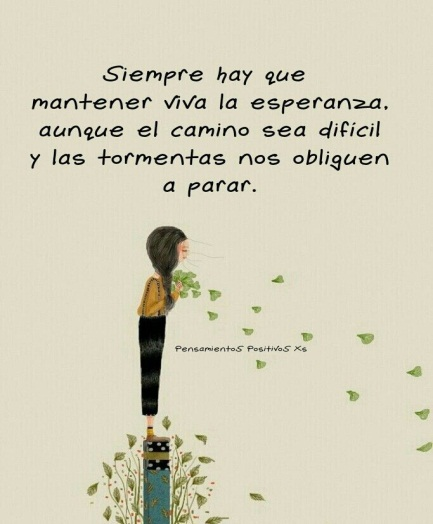 Siempre hay que
mantener viva la esperanza,
aunque el camino sea difícil
y las tormentas nos obliguen
a parar.
PensamientoS PositivoS Xs